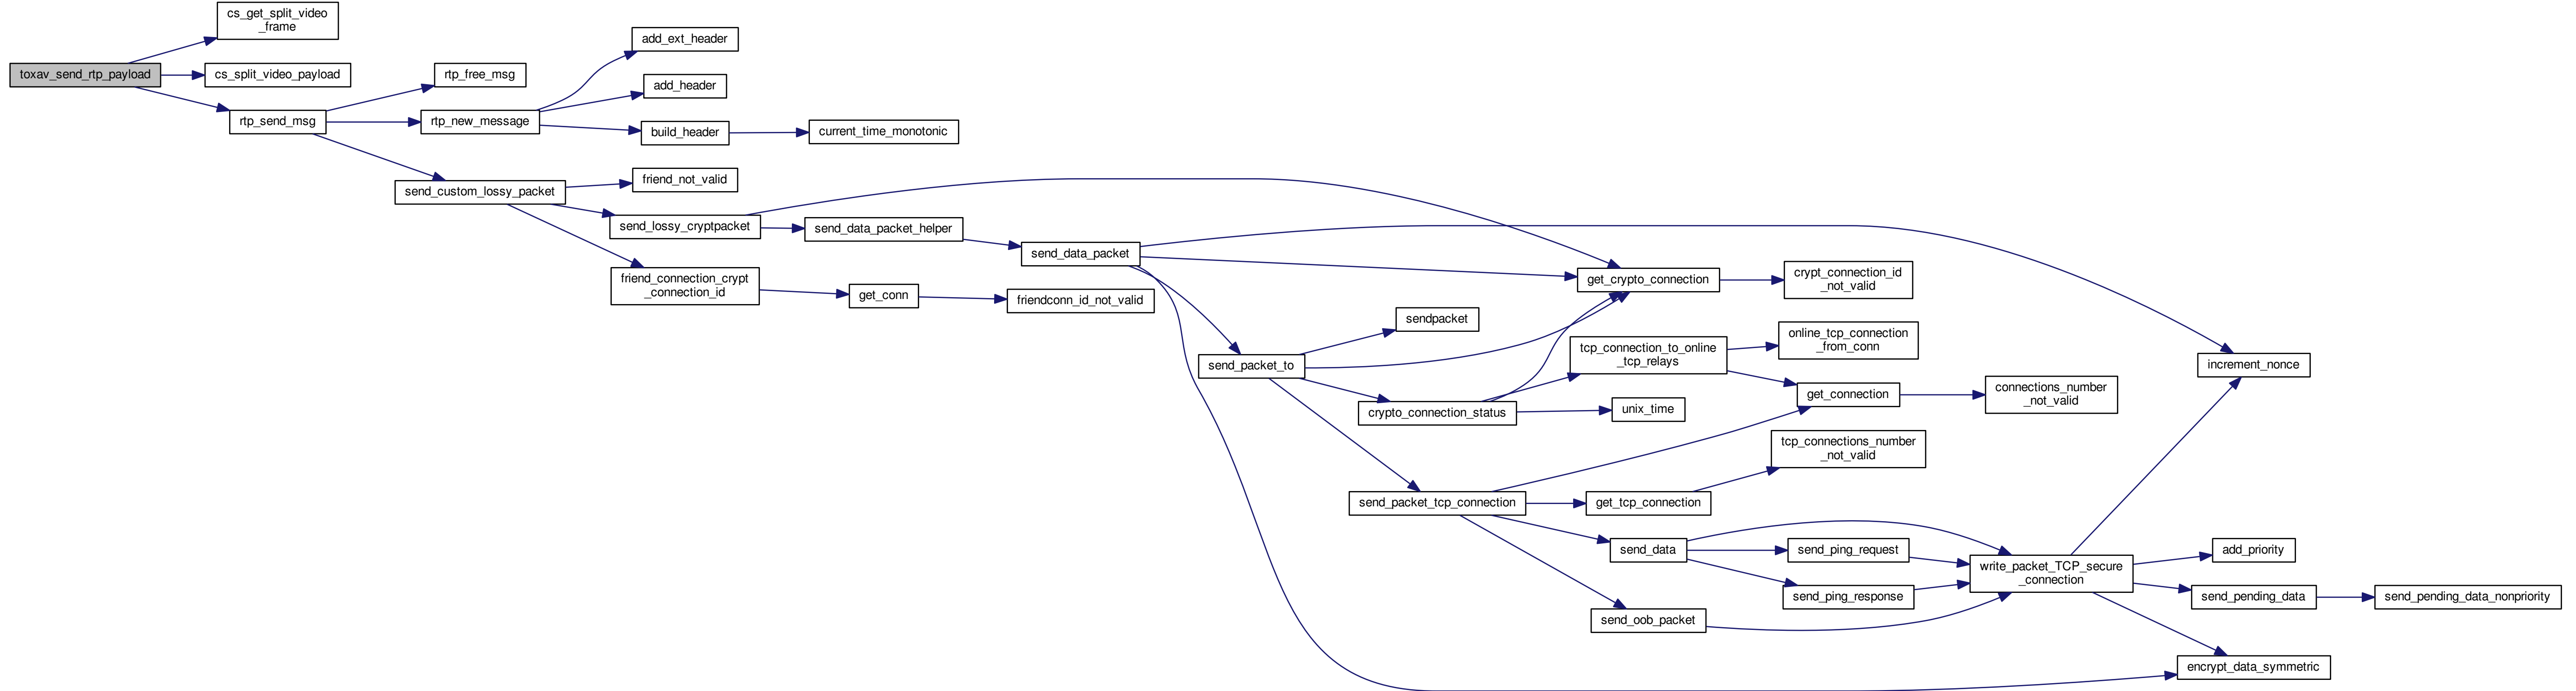 cs_get_split_video
_frame
toxav_send_rtp_payload
cs_split_video_payload
rtp_send_msg
rtp_free_msg
rtp_new_message
add_ext_header
add_header
build_header
current_time_monotonic
send_custom_lossy_packet
friend_not_valid
send_lossy_cryptpacket
friend_connection_crypt
_connection_id
send_data_packet_helper
get_conn
friendconn_id_not_valid
send_data_packet
send_packet_to
sendpacket
crypto_connection_status
send_packet_tcp_connection
get_crypto_connection
crypt_connection_id
_not_valid
tcp_connection_to_online
_tcp_relays
online_tcp_connection
_from_conn
unix_time
get_connection
connections_number
_not_valid
tcp_connections_number
_not_valid
get_tcp_connection
send_data
send_ping_request
send_ping_response
send_oob_packet
write_packet_TCP_secure
_connection
increment_nonce
add_priority
send_pending_data
send_pending_data_nonpriority
encrypt_data_symmetric